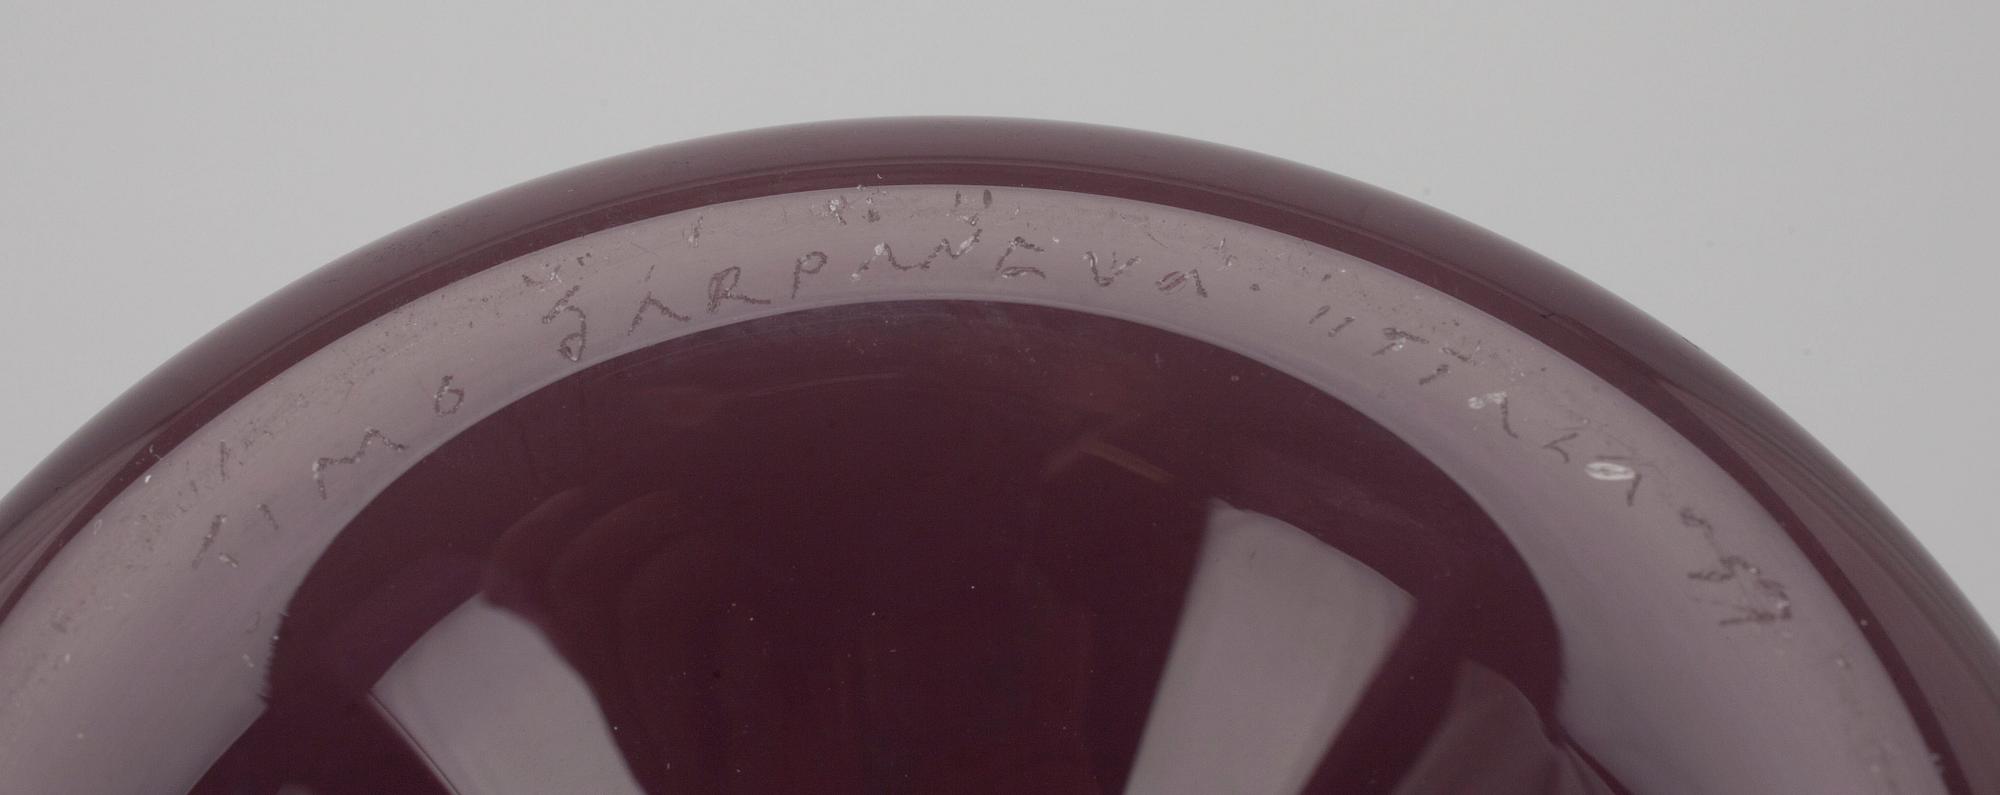 TIMO SARPANEVA. IITTALA